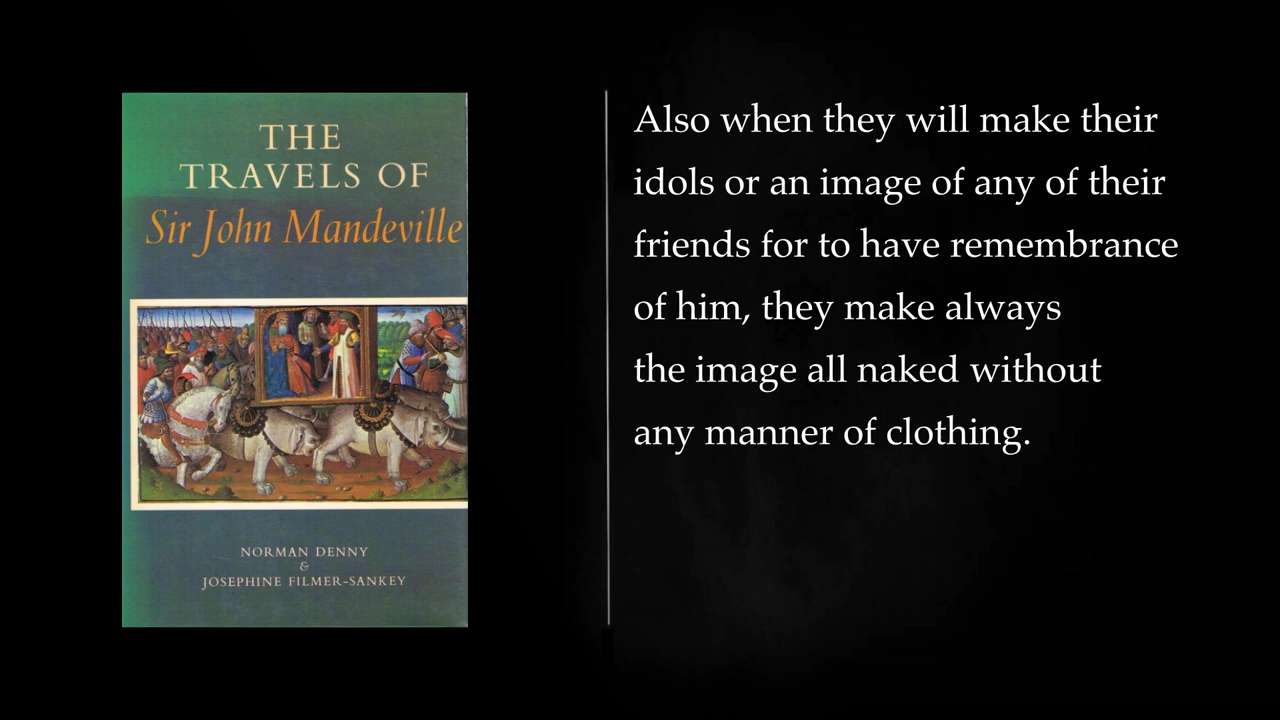 THE
TRAVELS OF
Sir John Mandeville
NORMAN DENNY
&
JOSEPHINE FILMER-SANKEY
Also when they will make their
idols or an image of any of their
friends for to have remembrance
of him, they make always
the image all naked without
any manner of clothing.